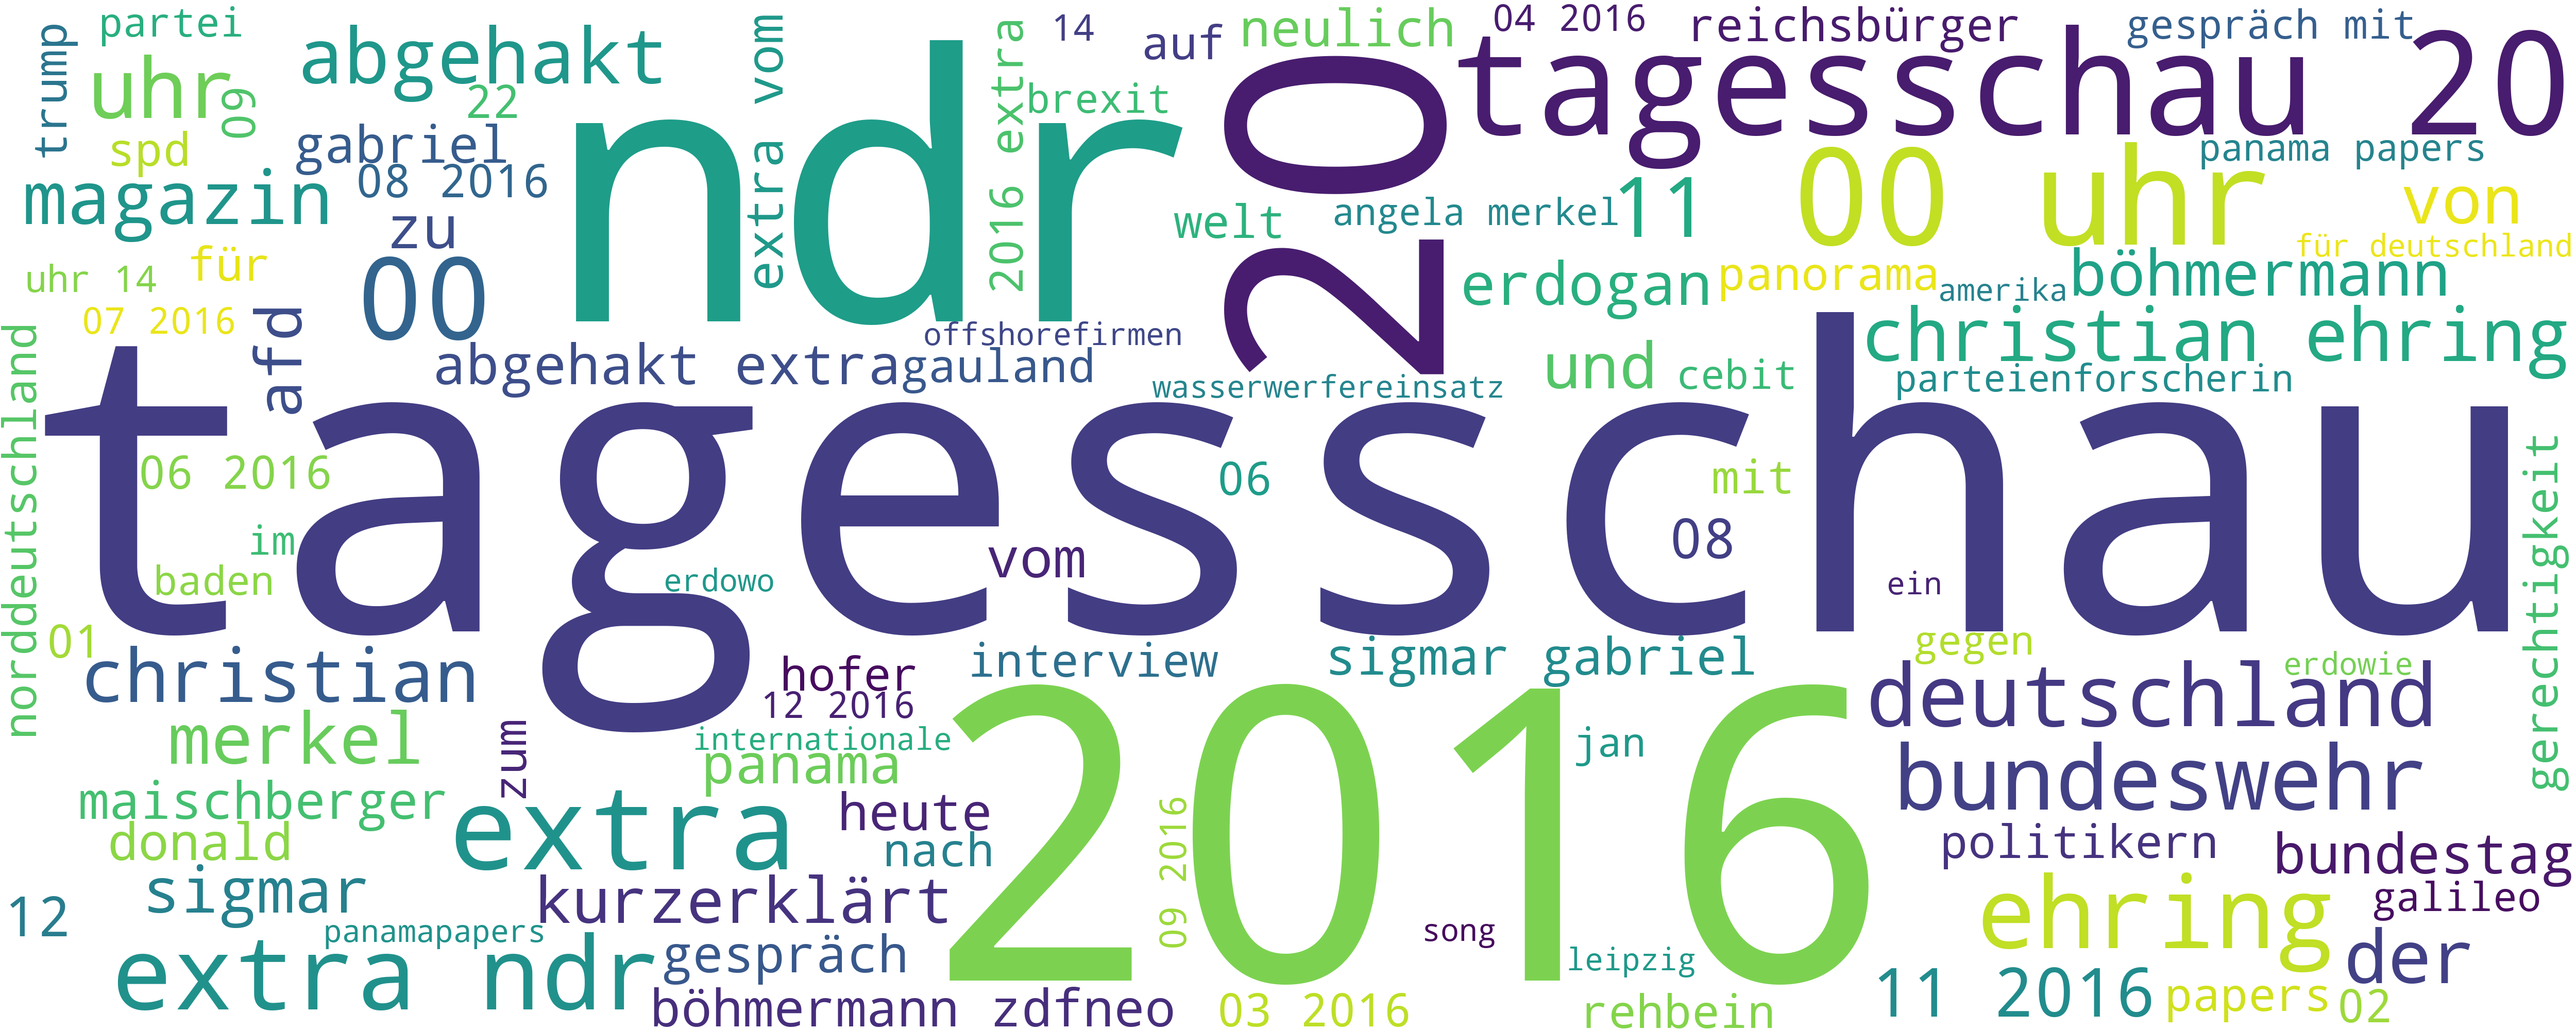 partei
trump
uhr
09
spd
abgehakt
22
gabriel
08 2016
magazin
zu
ndr
extra vom
2016 extra
14
auf
neulich
brexit
20
04 2016
reichsbürger
gespräch mit
tagesschau 20
panama papers
00 uhr
11
von
für deutschland
welt
angela merkel
uhr 14
für
00
07 2016
afd
erdogan
panorama
amerika
böhmermann
offshorefirmen
abgehakt extra
gauland
wasserwerfereinsatz
und
cebit
christian ehring
parteienforscherin
norddeutschland
tagesschau
06 2016
06
mit
im
vom
08
baden
erdowo
ein
gerechtigkeit
01
gegen
christian
hofer
interview
sigmar gabriel
erdowie
deutschland
12 2016
merkel
zum
internationale
panama
2016
jan
bundeswehr
maischberger
donald
extra
heute
nach
09 2016
politikern
bundestag
sigmar
kurzerklärt
ehring
galileo
12
panamapapers
song
extra ndr
gespräch
leipzig
der
böhmermann zdfneo
03 2016
rehbein
11 2016
papers
02